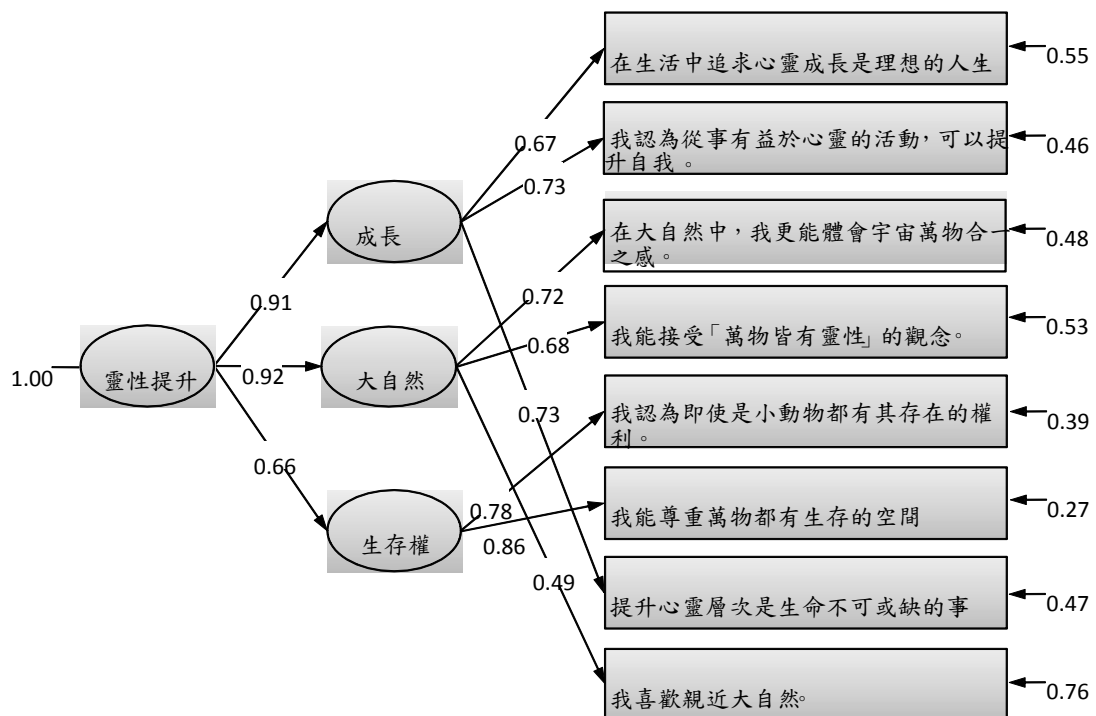 在生活中追求心靈成長是理想的人生
0.55
我認為從事有益於心靈的活動，可以提
升自我。
0.46
0.67
0.73
成長
在大自然中，我更能體會宇宙萬物合一
之感。
0.48
0.91
0.72
我能接受「萬物皆有靈性」的觀念。
0.53
0.68
1.00
靈性提升
0.92
大自然
0.73
我認為即使是小動物都有其存在的權
利。
0.39
0.66
0.78
我能尊重萬物都有生存的空間
0.27
生存權
0.86
0.49
提升心靈層次是生命不可或缺的事
0.47
我喜歡親近大自然。
0.76